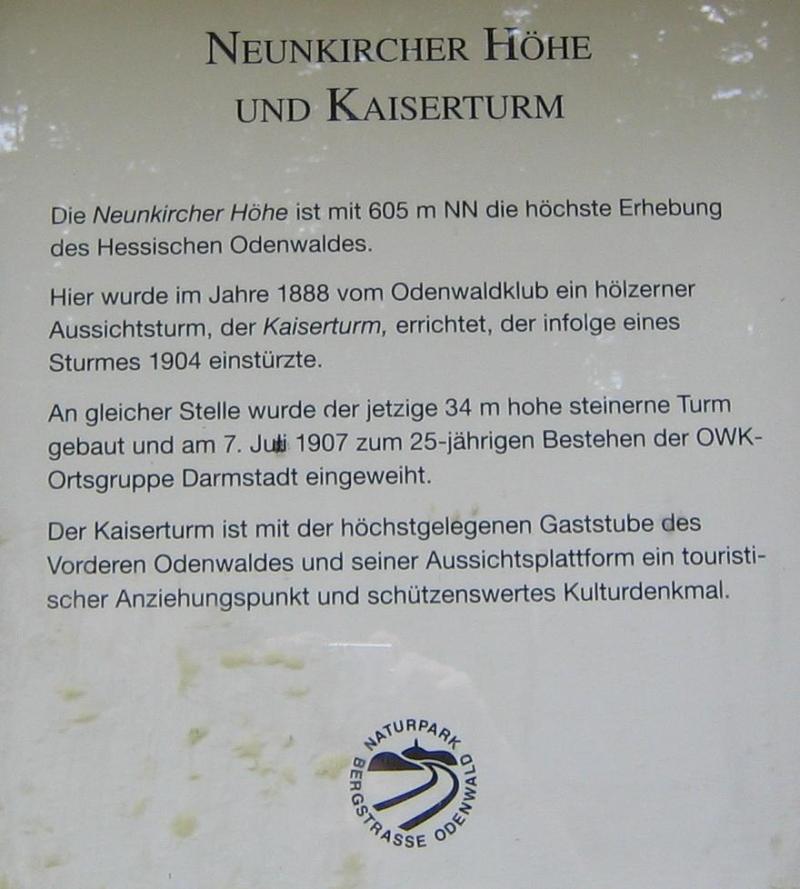 NEUNKIRCHER HÖHE
UND KAISERTURM
Die Neunkircher Höhe ist mit 605 m NN die höchste Erhebung
des Hessischen Odenwaldes.
Hier wurde im Jahre 1888 vom Odenwaldklub ein hölzerner
Aussichtsturm, der Kaiserturm, errichtet, der infolge eines
Sturmes 1904 einstürzte.
An gleicher Stelle wurde der jetzige 34 m hohe steinerne Turm
gebaut und am 7. Juli 1907 zum 25-jährigen Bestehen der OWK-
Ortsgruppe Darmstadt eingeweiht.
Der Kaiserturm ist mit der höchstgelegenen Gaststube des
Vorderen Odenwaldes und seiner Aussichtsplattform ein touristi-
scher Anziehungspunkt und schützenswertes Kulturdenkmal.
NATURPARK
BERGSTRASSE ODENWALD